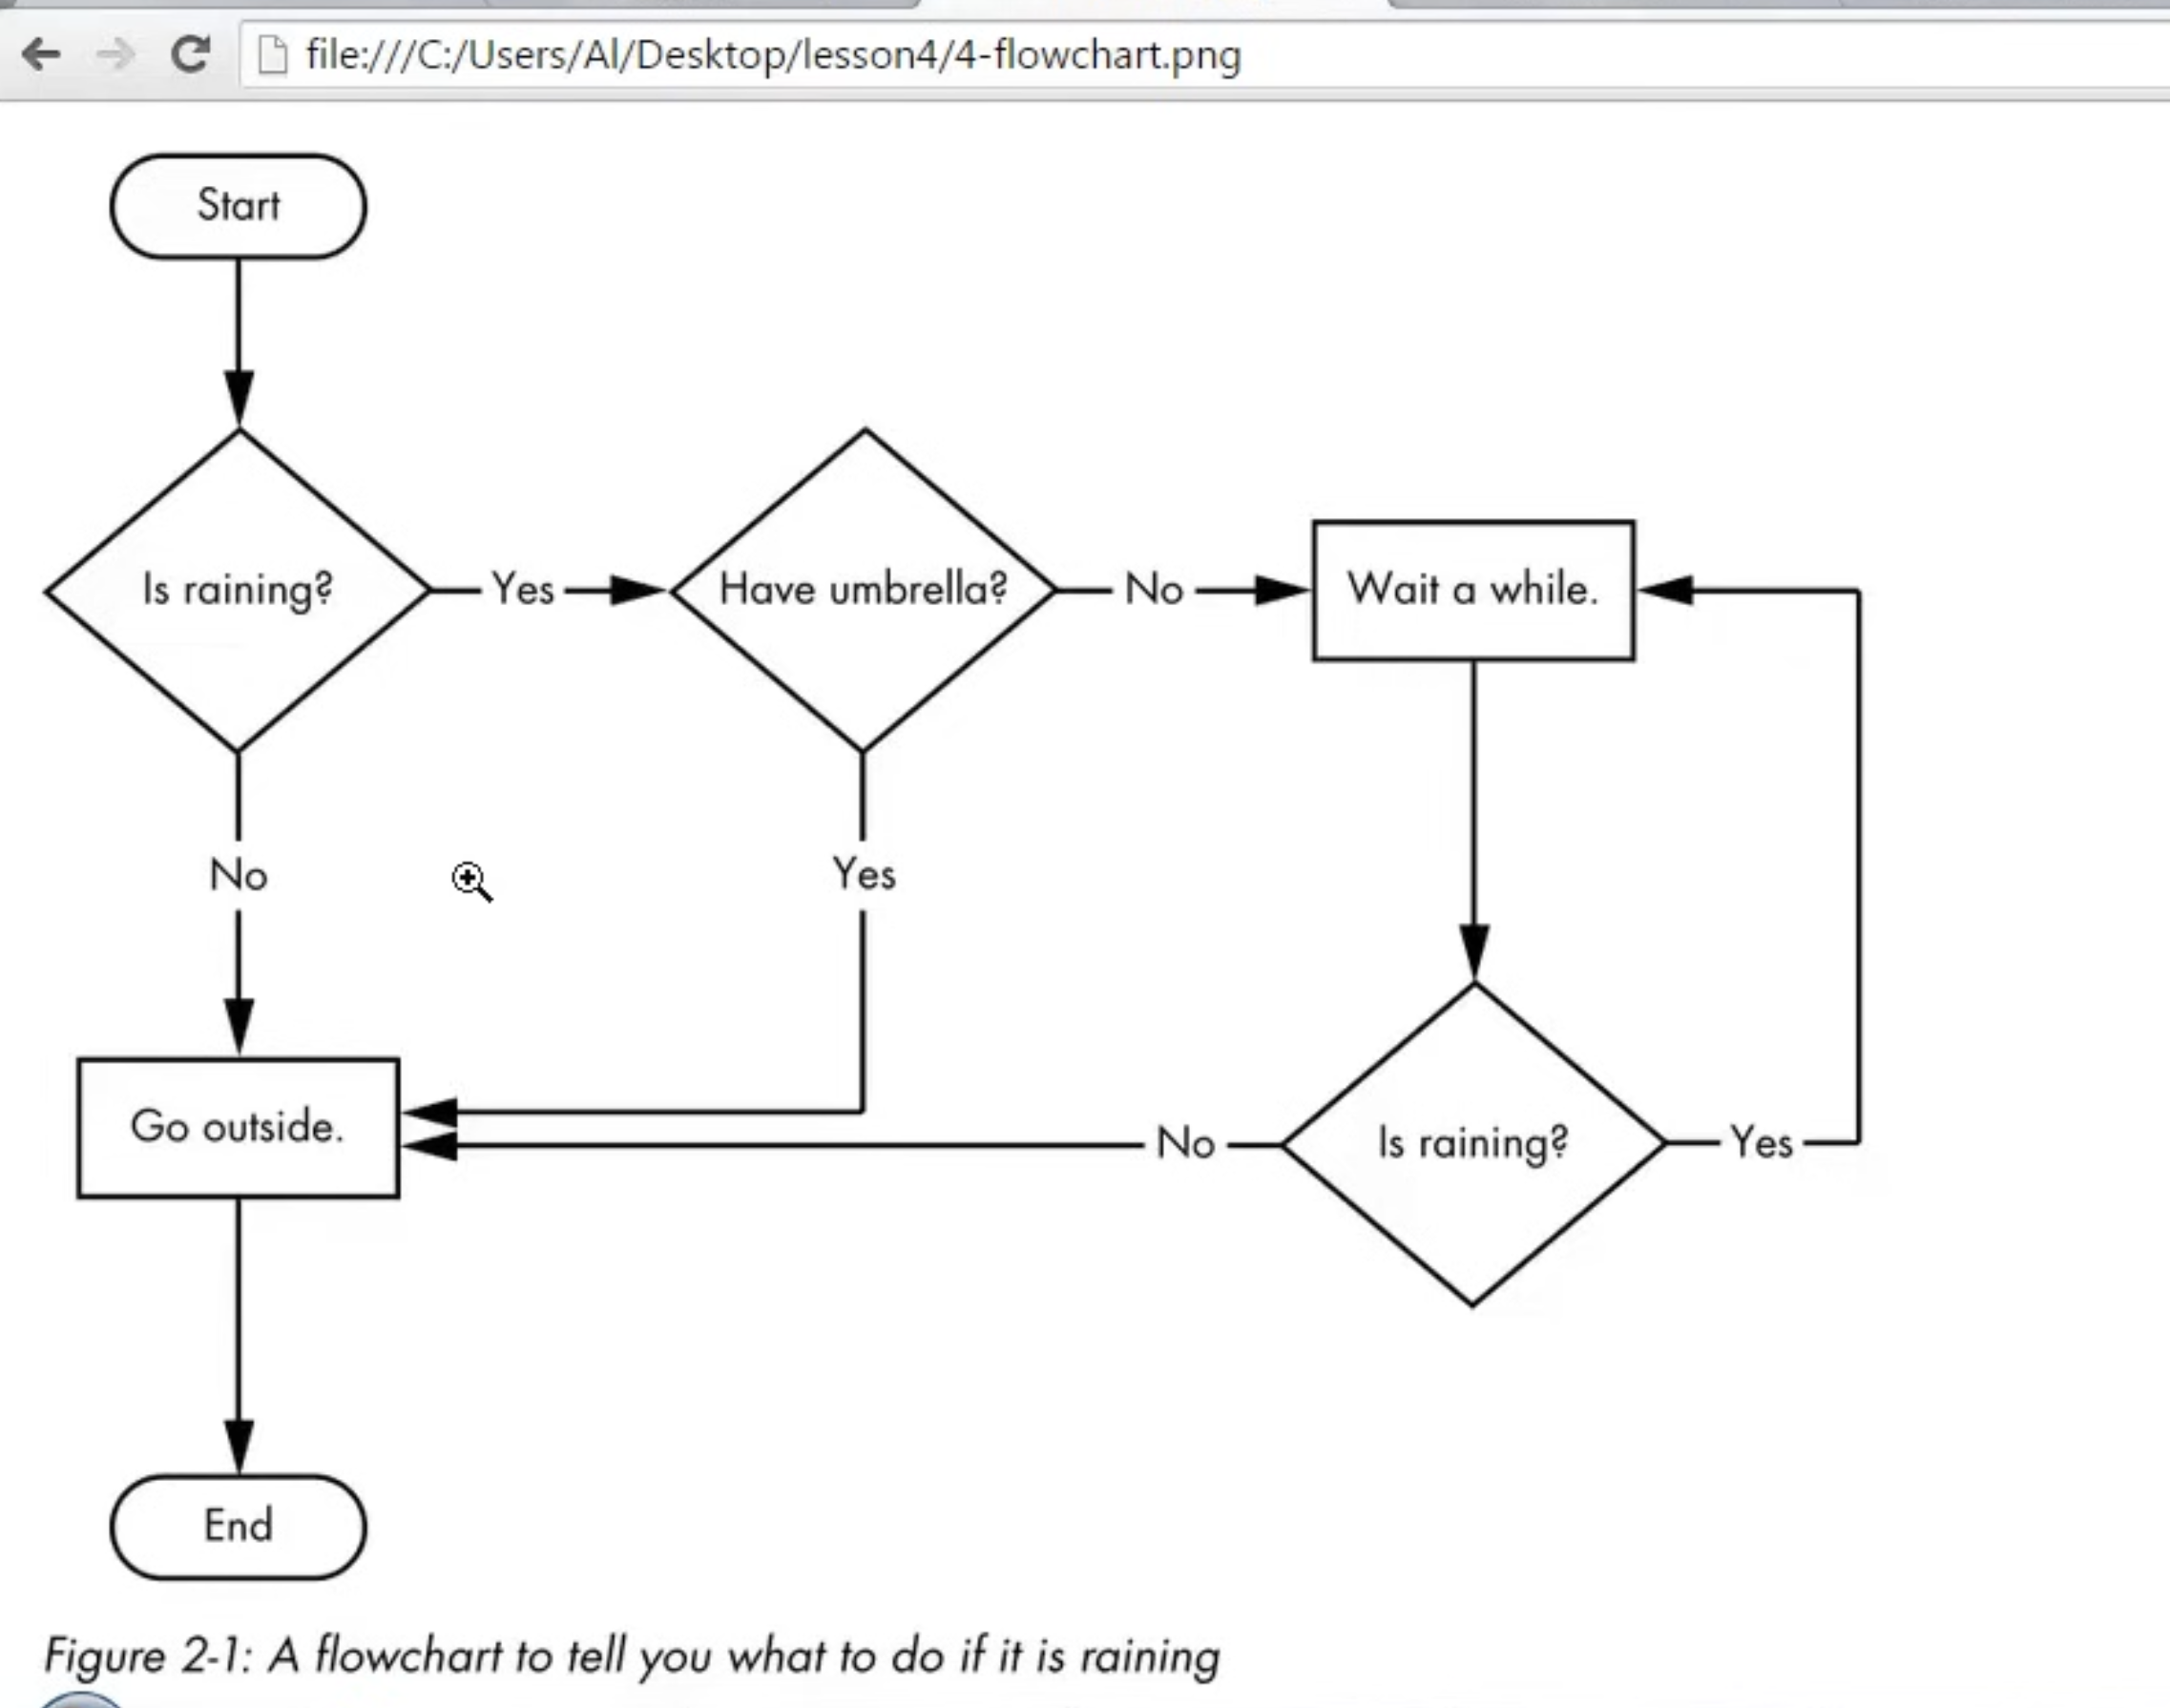 file:///C:/Users/Al/Desktop/lesson4/4-flowchart.png
Start
Is raining?
Yes
Have umbrella?
No
Wait a while.
No
Yes
Go outside.
No
Is raining?
Yes
End
Figure 2-1: A flowchart to tell you what to do if it is raining